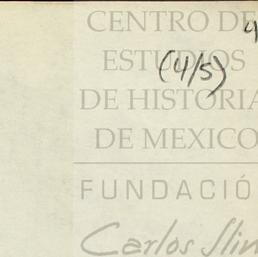 CENTRO DE
ESTUDIOS
(4/5)
DE HISTORIA
DE MEXICO
FUNDACIÓ
Carlos Slim